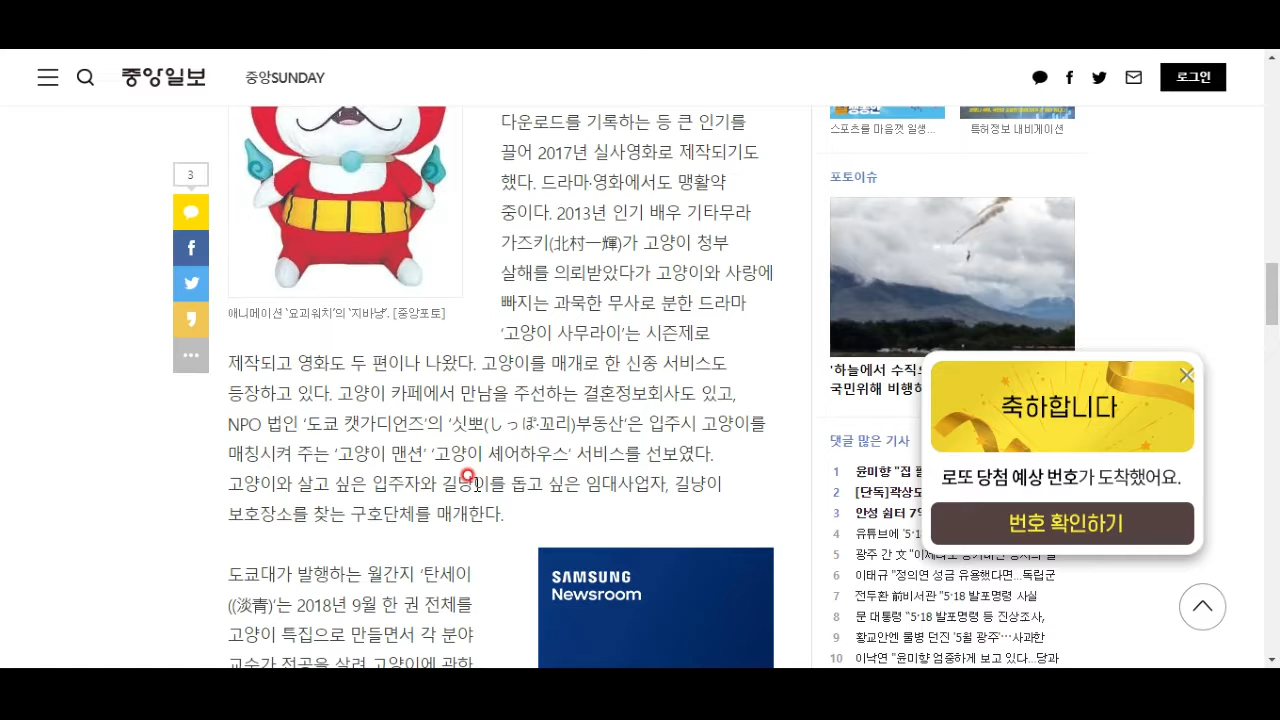 중앙일보
중앙SUNDAY
로그인
3
다운로드를 기록하는 등 큰 인기를
끌어 2017년 실사영화로 제작되기도
했다. 드라마·영화에서도 맹활약
중이다. 2013년 인기 배우 기타무라
가즈키(北村一輝)가 고양이 청부
살해를 의뢰받았다가 고양이와 사랑에
빠지는 과묵한 무사로 분한 드라마
애니메이션 '요괴워치'의 '지바냥'. [중앙포토]
'고양이 사무라이'는 시즌제로
제작되고 영화도 두 편이나 나왔다. 고양이를 매개로 한 신종 서비스도
등장하고 있다. 고양이 카페에서 만남을 주선하는 결혼정보회사도 있고,
NPO 법인 '도쿄 캣가디언즈'의 '싯뽀(しっぽ·꼬리)부동산'은 입주시 고양이를
매칭시켜 주는 '고양이 맨션' '고양이 셰어하우스' 서비스를 선보였다.
고양이와 살고 싶은 입주자와 길냥이를 돕고 싶은 임대사업자, 길냥이
보호장소를 찾는 구호단체를 매개한다.
도쿄대가 발행하는 월간지 '탄세이
((淡青)'는 2018년 9월 한 권 전체를
고양이 특집으로 만들면서 각 분야
교수가 전공을 살려 고양이에 관한
SAMSUNG
Newsroom
스포츠를 마음껏 일생...
특허정보 내비게이션
포토이슈
'하늘에서 수직
국민위해 비행
댓글 많은 기사
1 윤미향 "집
2 [단독]곽상도
3 안성 쉼터 7
4 유튜브에 '5·1
5 광주 간 文
6 이태규 "정의연 성금 유용했다면...독립군
7 전두환 前비서관 "5·18 발포명령 사실
8 문 대통령 "5·18 발포명령 등 진상조사,
9 황교안엔 물병 던진 '5월 광주'…사과한
10 이낙연 "윤미향 엄중하게 보고 있다...당과
축하합니다
로또 당첨 예상 번호가 도착했어요.
번호 확인하기